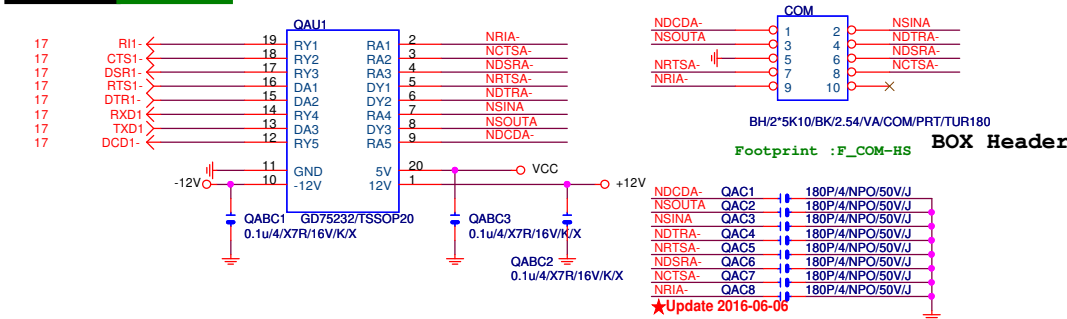 QAU1
17 RI1- 19 RY1 RA1 2 NRIA-
17 CTS1- 18 RY2 RA2 3 NCTSA-
17 DSR1- 17 RY3 RA3 4 NDSRA-
17 RTS1- 16 DA1 DY1 5 NRTSA-
17 DTR1- 15 DA2 DY2 6 NDTRA-
17 RXD1 14 RY4 RA4 7 NSINA
17 TXD1 13 DA3 DY3 8 NSOUTA
17 DCD1- 12 RY5 RA5 9 NDCDA-
11 GND 5V 20 VCC
-12V 10 -12V 12V 1 +12V
GD75232/TSSOP20
QABC1
0.1u/4/X7R/16V/K/X
QABC3
0.1u/4/X7R/16V/K/X
QABC2
0.1u/4/X7R/16V/K/X
COM
NDCDA- 1 2 NSINA
NSOUTA 3 4 NDTRA-
5 6 NDSRA-
NRTSA- 7 8 NCTSA-
NRIA- 9 10
BH/2*5K10/BK/2.54/VA/COM/PRT/TUR180
Footprint :F_COM-HS
BOX Header
NDCDA- QAC1 180P/4/NPO/50V/J
NSOUTA QAC2 180P/4/NPO/50V/J
NSINA QAC3 180P/4/NPO/50V/J
NDTRA- QAC4 180P/4/NPO/50V/J
NRTSA- QAC5 180P/4/NPO/50V/J
NDSRA- QAC6 180P/4/NPO/50V/J
NCTSA- QAC7 180P/4/NPO/50V/J
NRIA- QAC8 180P/4/NPO/50V/J
★Update 2016-06-06